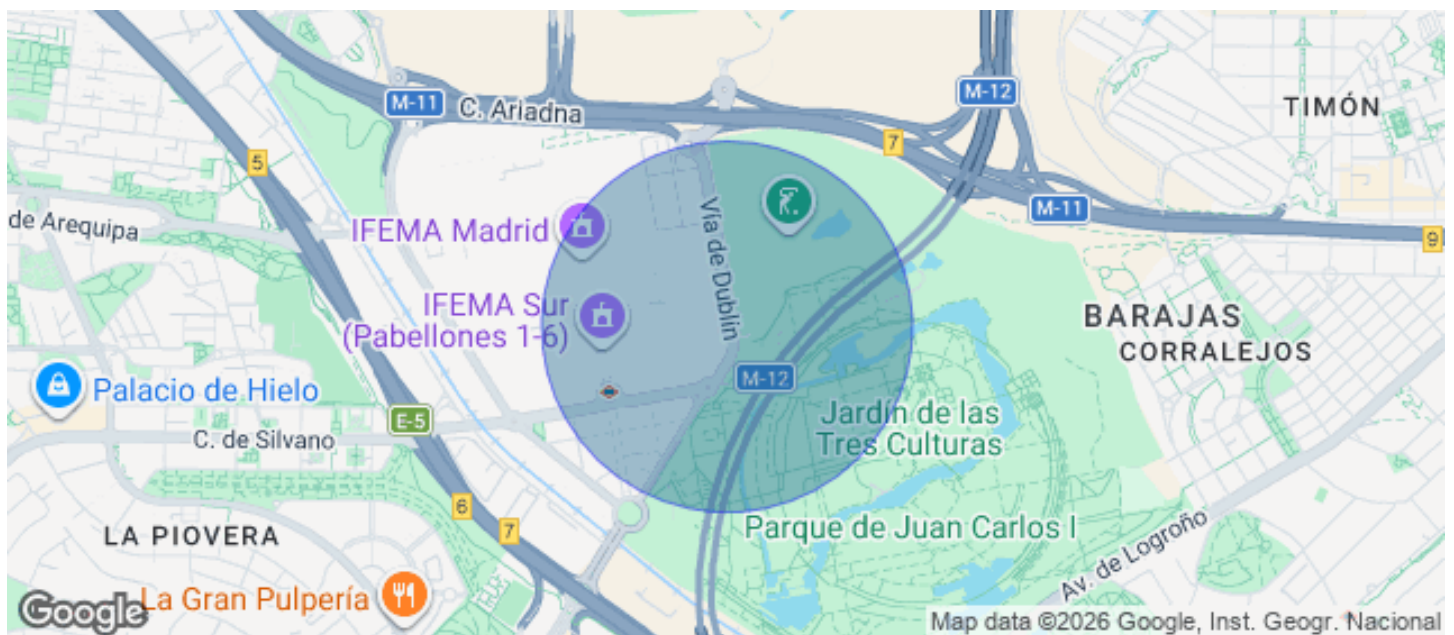 M-11
C. Ariadna
M-12
TIMÓN
5
7
de Arequipa
IFEMA Madrid
Vía de Dublín
M-11
9
IFEMA Sur
(Pabellones 1-6)
BARAJAS
CORRALEJOS
M-12
Palacio de Hielo
E-5
C. de Silvano
Jardín de las
Tres Culturas
6
7
LA PIOVERA
Parque de Juan Carlos I
Av. de Logroño
La Gran Pulpería
Google
Map data ©2026 Google, Inst. Geogr. Nacional